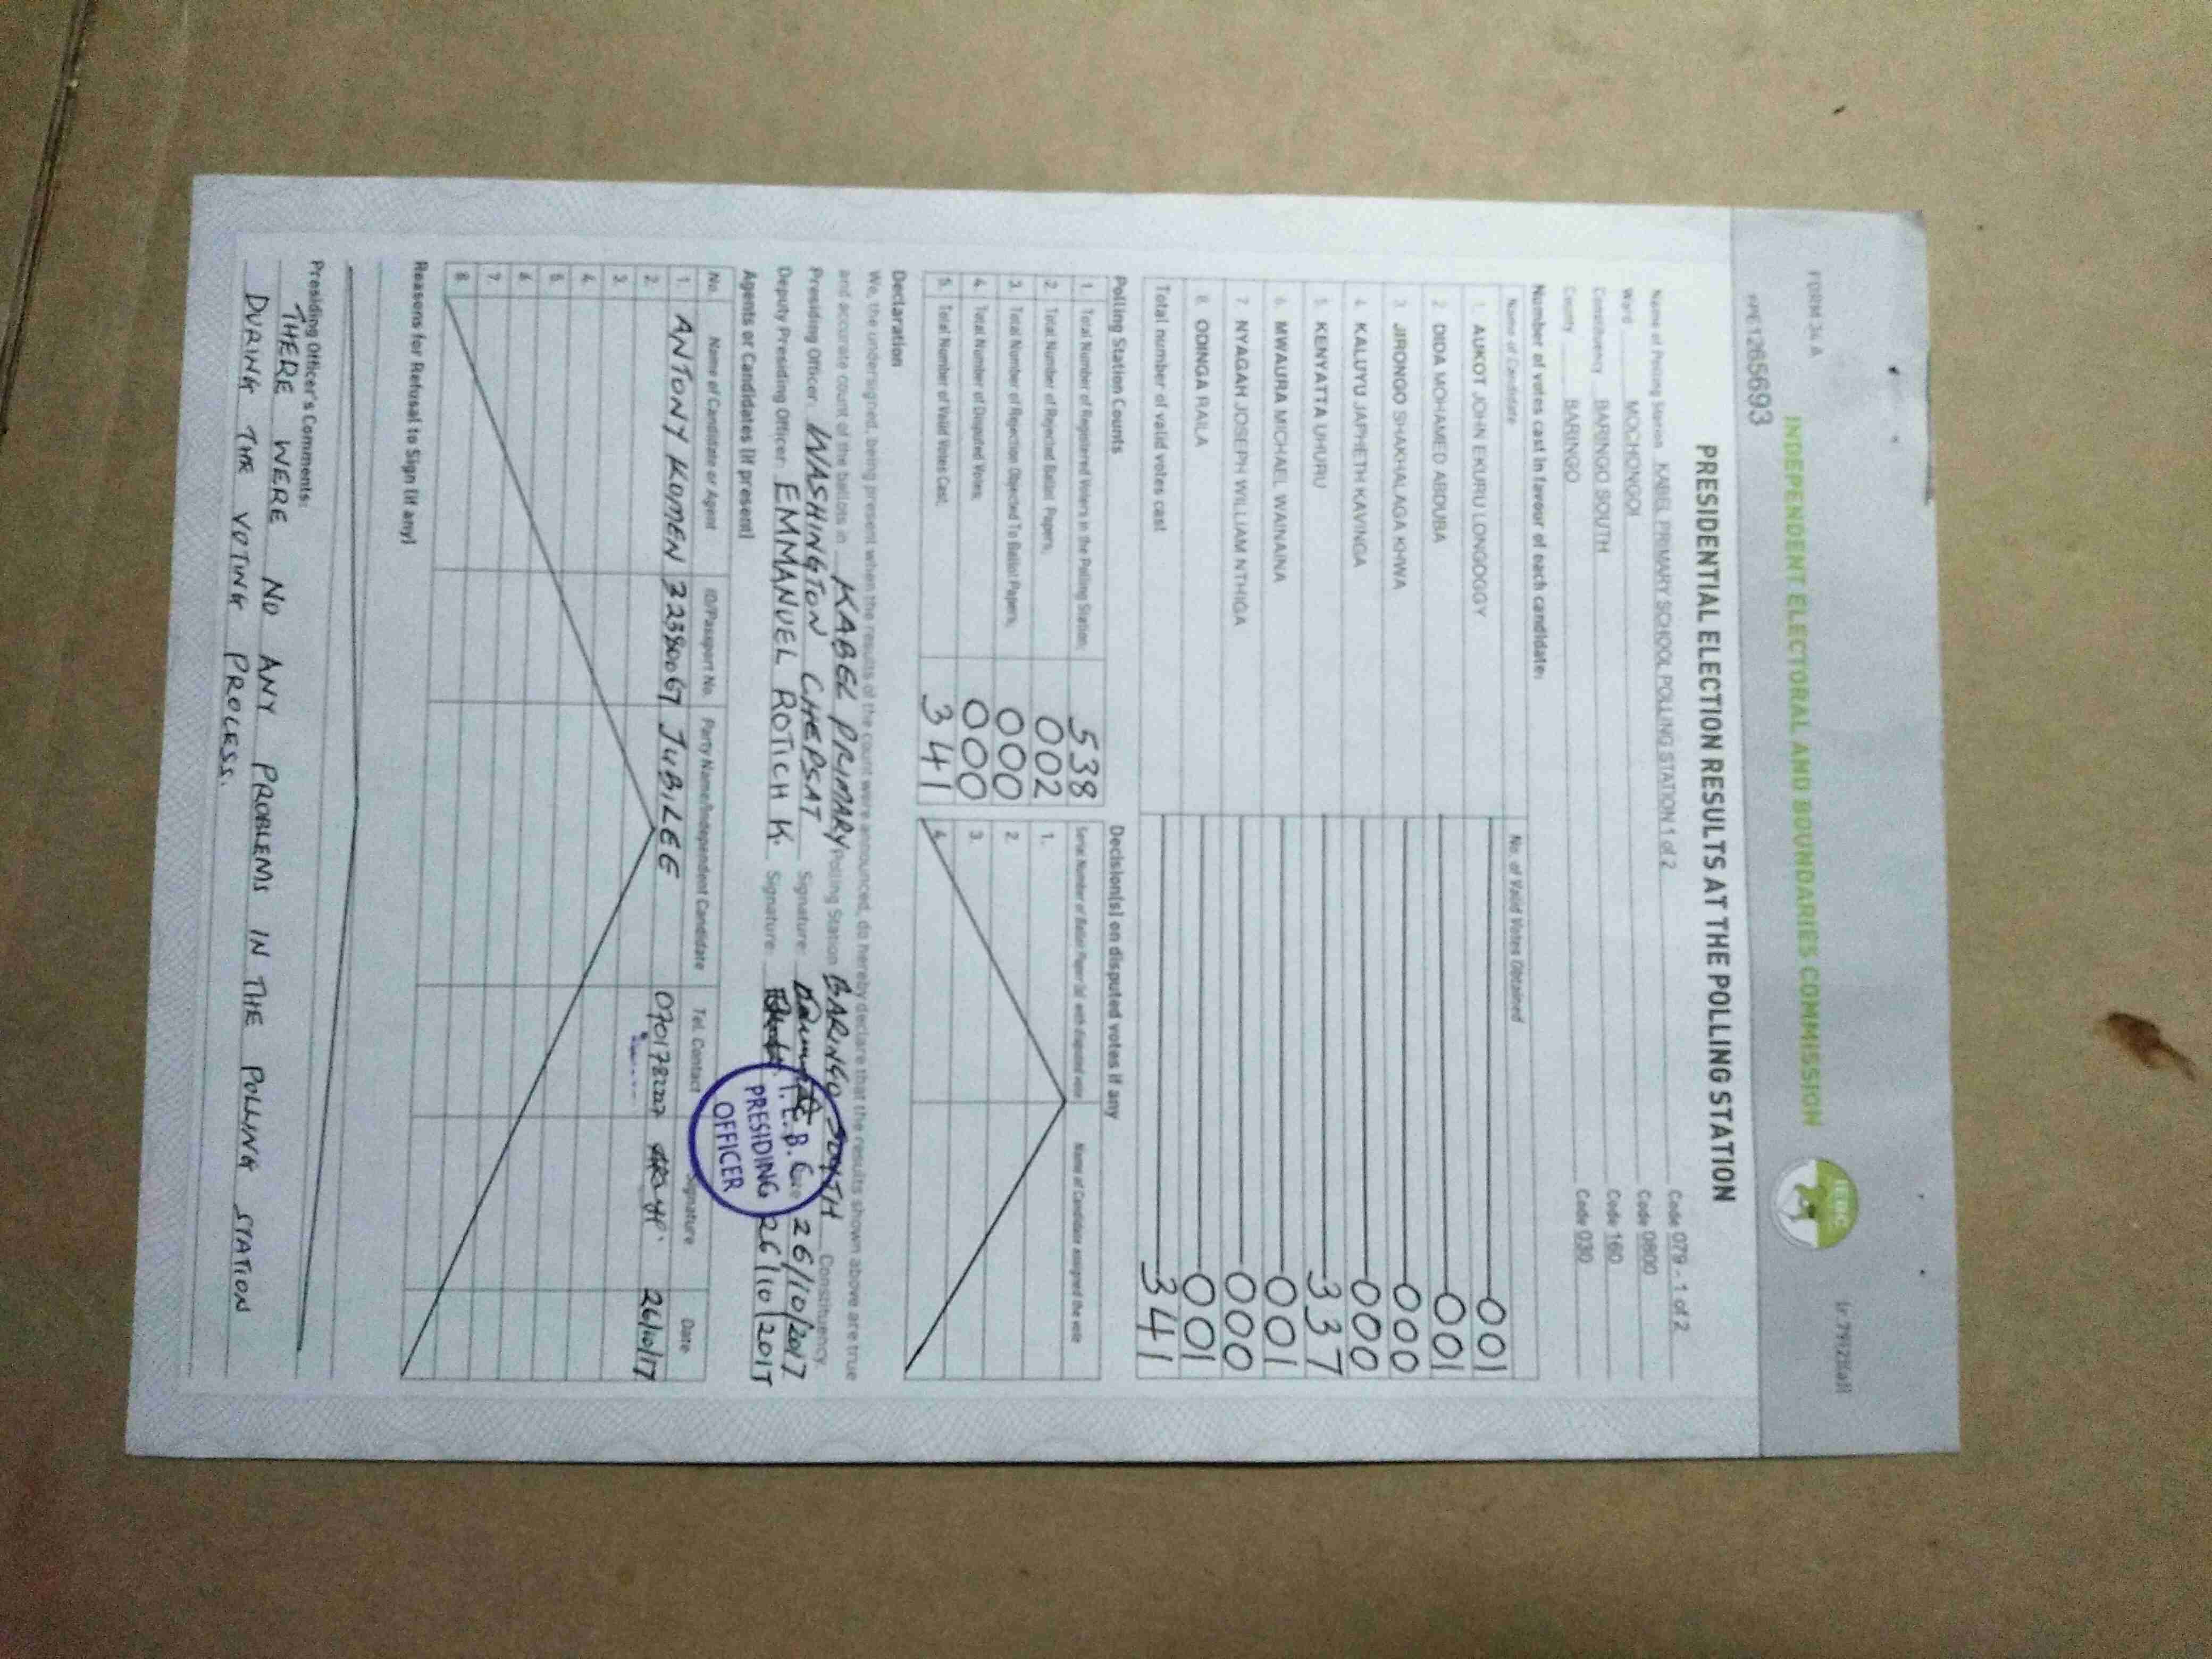 FORM 34 A
INDEPENDENT ELECTORAL AND BOUNDARIES COMMISSION
IEBC
PPE1265693
PRESIDENTIAL ELECTION RESULTS AT THE POLLING STATION
Name of Polling Station KABEL PRIMARY SCHOOL POLLING STATION 1 of 2 Code 079 - 1 of 2
Ward MOCHONGOI Code 0800
Constituency BARINGO SOUTH Code 160
County BARINGO Code 030
Number of votes cast in favour of each candidate:
Name of Candidate No. of Valid Votes Obtained
1. AUKOT JOHN EKURU LONGOGGY 001
2. DIDA MOHAMED ABDUBA 001
3. JIRONGO SHAKHALAGA KHWA 000
4. KALUYU JAPHETH KAVINGA 000
5. KENYATTA UHURU 337
6. MWAURA MICHAEL WAINAINA 001
7. NYAGAH JOSEPH WILLIAM NTHIGA 000
8. ODINGA RAILA 001
Total number of valid votes cast 341
Polling Station Counts
1. Total Number of Registered Voters in the Polling Station; 538
2. Total Number of Rejected Ballot Papers; 002
3. Total Number of Rejection Objected To Ballot Papers; 000
4. Total Number of Disputed Votes; 000
5. Total Number of Valid Votes Cast; 341
Decision(s) on disputed votes if any
Serial Number of Ballot Paper (s) with disputed vote Name of Candidate assigned the vote
1.
2.
3.
4.
Declaration
We, the undersigned, being present when the results of the count were announced, do hereby declare that the results shown above are true
and accurate count of the ballots in KABEL PRIMARY Polling Station BARINGO SOUTH Constituency.
Presiding Officer: WASHINGTON CHEPSAT Signature: 26/10/2017
Deputy Presiding Officer: EMMANUEL ROTICH K. Signature: 26/10/2017
I.E.B.C
PRESIDING
OFFICER
Agents or Candidates (if present)
No. Name of Candidate or Agent ID/Passport No. Party Name/Independent Candidate Tel. Contact Signature Date
1. ANTONY KOMEN 32380067 JUBILEE 0701782227 26/10/17
2.
3.
4.
5.
6.
7.
8.
Reasons for Refusal to Sign (if any)
Presiding Officer's Comments:
THERE WERE NO ANY PROBLEMS IN THE POLLING STATION
DURING THE VOTING PROCESS.